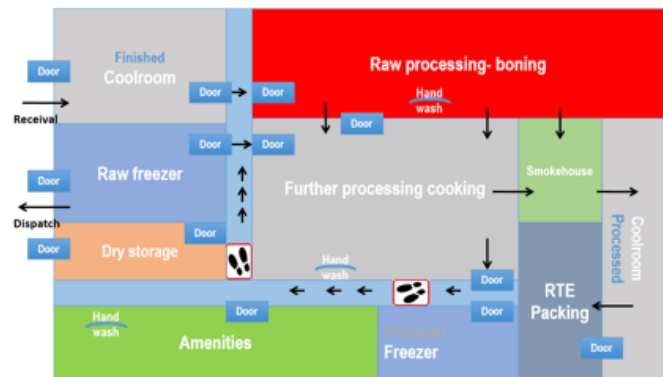 Finished
Coolroom
Door
Receival
Door Door
Raw processing- boning
Hand
wash
Door
Door Door
Raw freezer
Door
Dispatch
Further processing cooking
Smokehouse
Coolroom
Processed
Door
Dry storage
Door
Hand
wash
Door
RTE
Packing
Door
Door
Freezer
Hand
wash
Amenities
Door